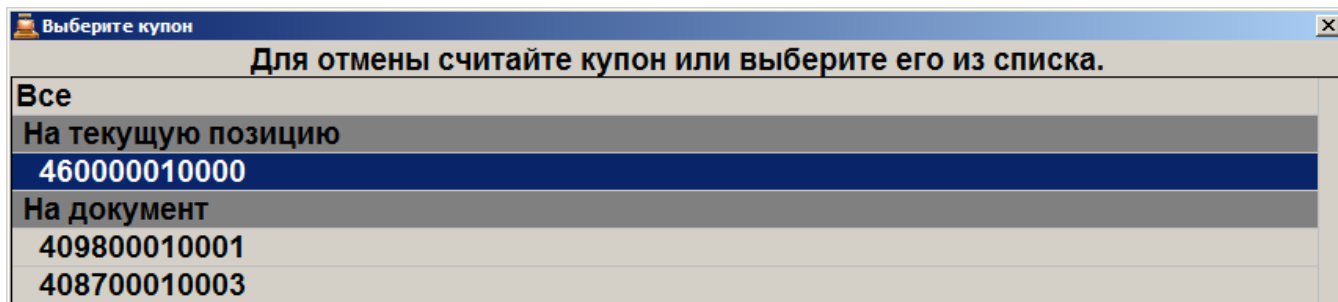 Выберите купон
Для отмены считайте купон или выберите его из списка.
Все
На текущую позицию
460000010000
На документ
409800010001
408700010003